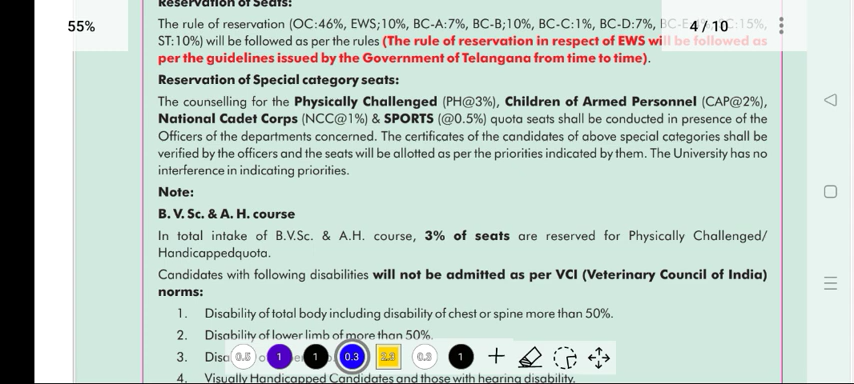 Reservation of Seats:
55%
4 / 10
The rule of reservation (OC:46%, EWS;10%, BC-A:7%, BC-B;10%, BC-C:1%, BC-D:7%, BC-E:4%, SC:15%,
ST:10%) will be followed as per the rules (The rule of reservation in respect of EWS will be followed as
per the guidelines issued by the Government of Telangana from time to time).
Reservation of Special category seats:
The counselling for the Physically Challenged (PH@3%), Children of Armed Personnel (CAP@2%),
National Cadet Corps (NCC@1%) & SPORTS (@0.5%) quota seats shall be conducted in presence of the
Officers of the departments concerned. The certificates of the candidates of above special categories shall be
verified by the officers and the seats will be allotted as per the priorities indicated by them. The University has no
interference in indicating priorities.
Note:
B. V. Sc. & A. H. course
In total intake of B.V.Sc. & A.H. course, 3% of seats are reserved for Physically Challenged/
Handicappedquota.
Candidates with following disabilities will not be admitted as per VCI (Veterinary Council of India)
norms:
1. Disability of total body including disability of chest or spine more than 50%.
2. Disability of lower limb of more than 50%.
3.
0.5 1 1 0.3 2.3 0.3 1
4. Visually Handicapped Candidates and those with hearing disability.